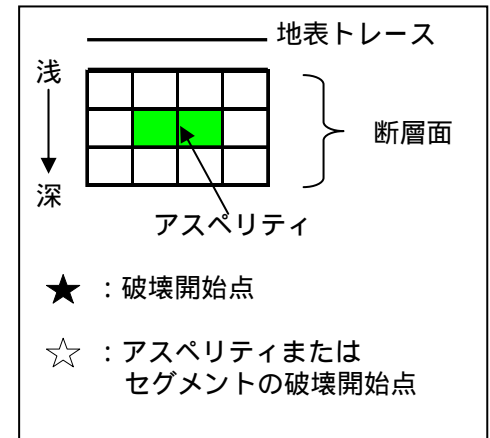 地表トレース
浅
深
断層面
アスペリティ
★ :破壊開始点
☆ :アスペリティまたは
セグメントの破壊開始点